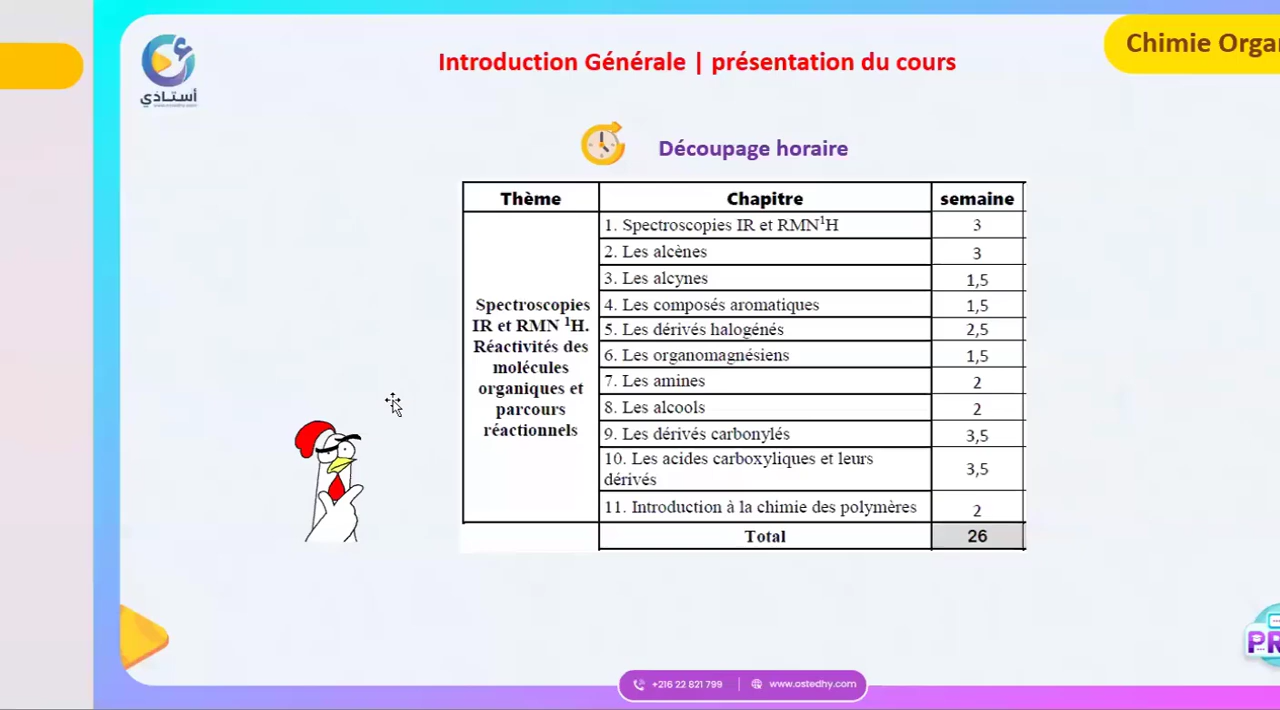 Introduction Générale | présentation du cours
Chimie Orga
أستاذي
Découpage horaire
Thème Chapitre semaine
Spectroscopies IR et RMN ¹H. Réactivités des molécules organiques et parcours réactionnels
1. Spectroscopies IR et RMN¹H 3
2. Les alcènes 3
3. Les alcynes 1,5
4. Les composés aromatiques 1,5
5. Les dérivés halogénés 2,5
6. Les organomagnésiens 1,5
7. Les amines 2
8. Les alcools 2
9. Les dérivés carbonylés 3,5
10. Les acides carboxyliques et leurs
dérivés 3,5
11. Introduction à la chimie des polymères 2
Total 26
PR
+216 22 821 799 | www.ostedhy.com